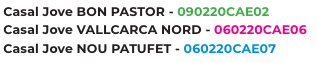 Casal Jove BON PASTOR - 090220CAE02
Casal Jove VALLCARCA NORD - 060220CAE06
Casal Jove NOU PATUFET - 060220CAE07